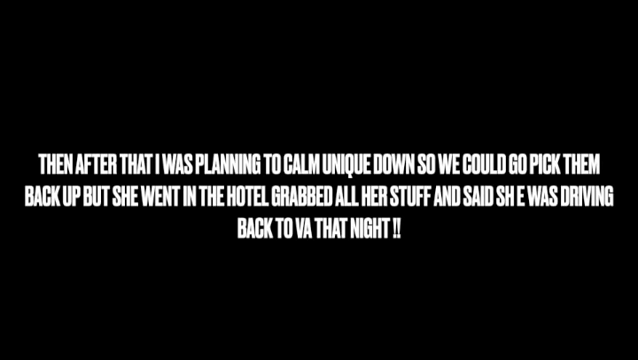 THEN AFTER THAT I WAS PLANNING TO CALM UNIQUE DOWN SO WE COULD GO PICK THEM
BACK UP BUT SHE WENT IN THE HOTEL GRABBED ALL HER STUFF AND SAID SH E WAS DRIVING
BACK TO VA THAT NIGHT !!